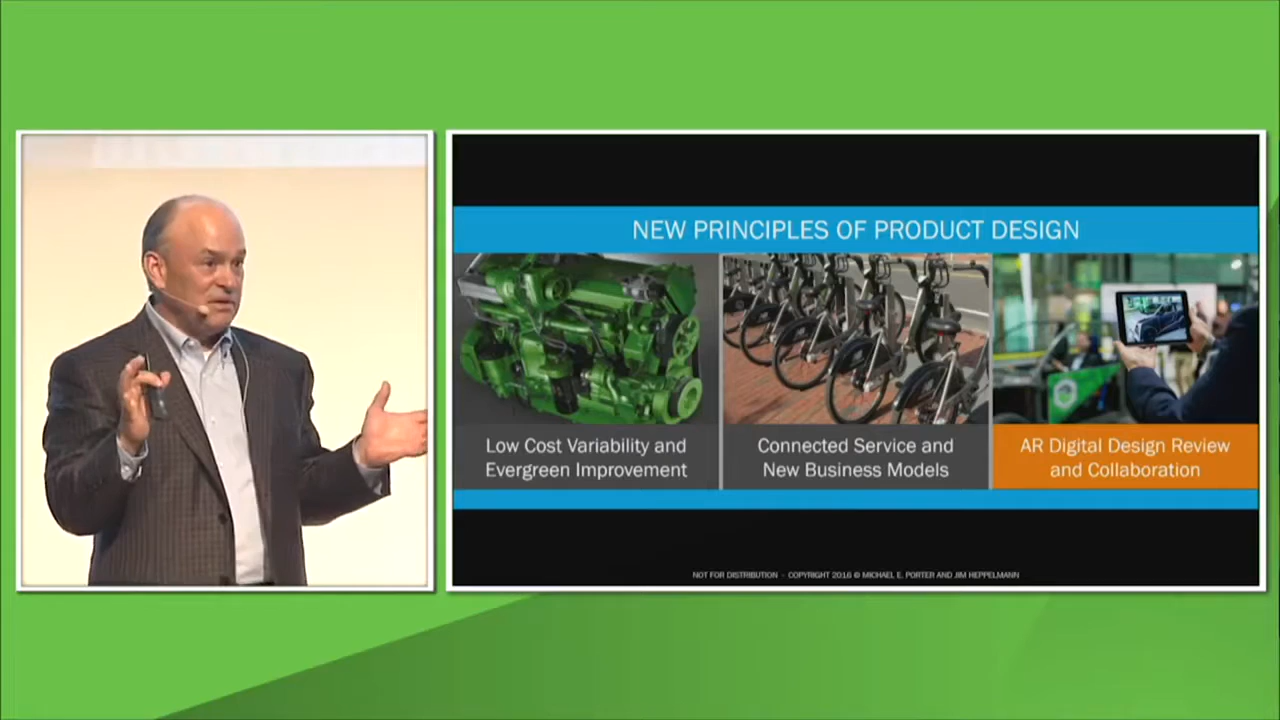 NEW PRINCIPLES OF PRODUCT DESIGN
Low Cost Variability and
Evergreen Improvement
Connected Service and
New Business Models
AR Digital Design Review
and Collaboration
NOT FOR DISTRIBUTION - COPYRIGHT 2016 © MICHAEL E. PORTER AND JIM HEPPELMANN